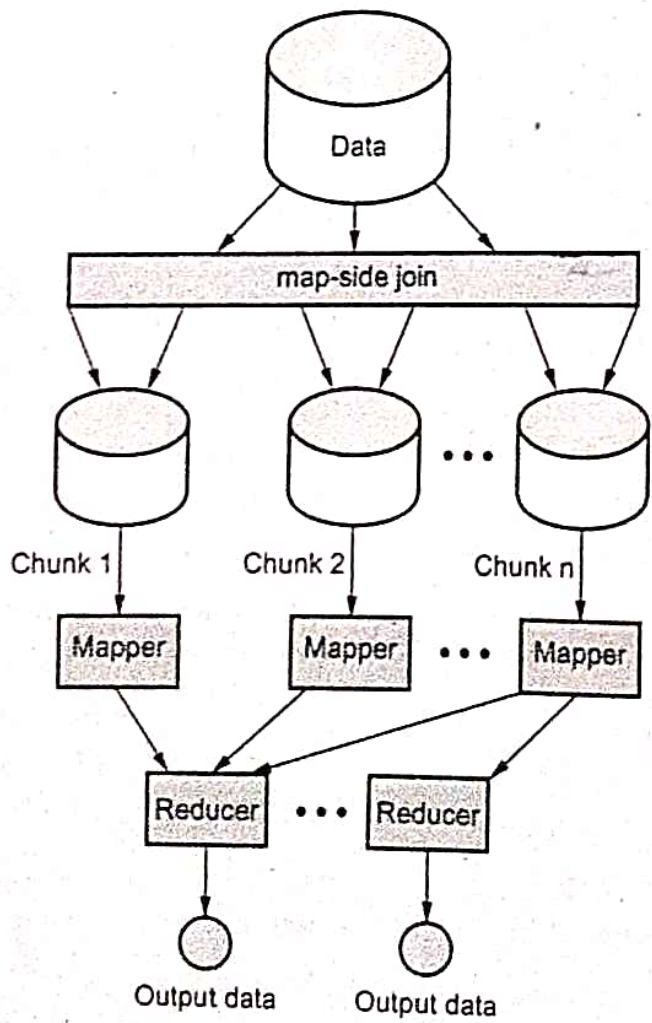 Data
map-side join
Chunk 1
Chunk 2
Chunk n
Mapper
Mapper
Mapper
Reducer
Reducer
Output data
Output data